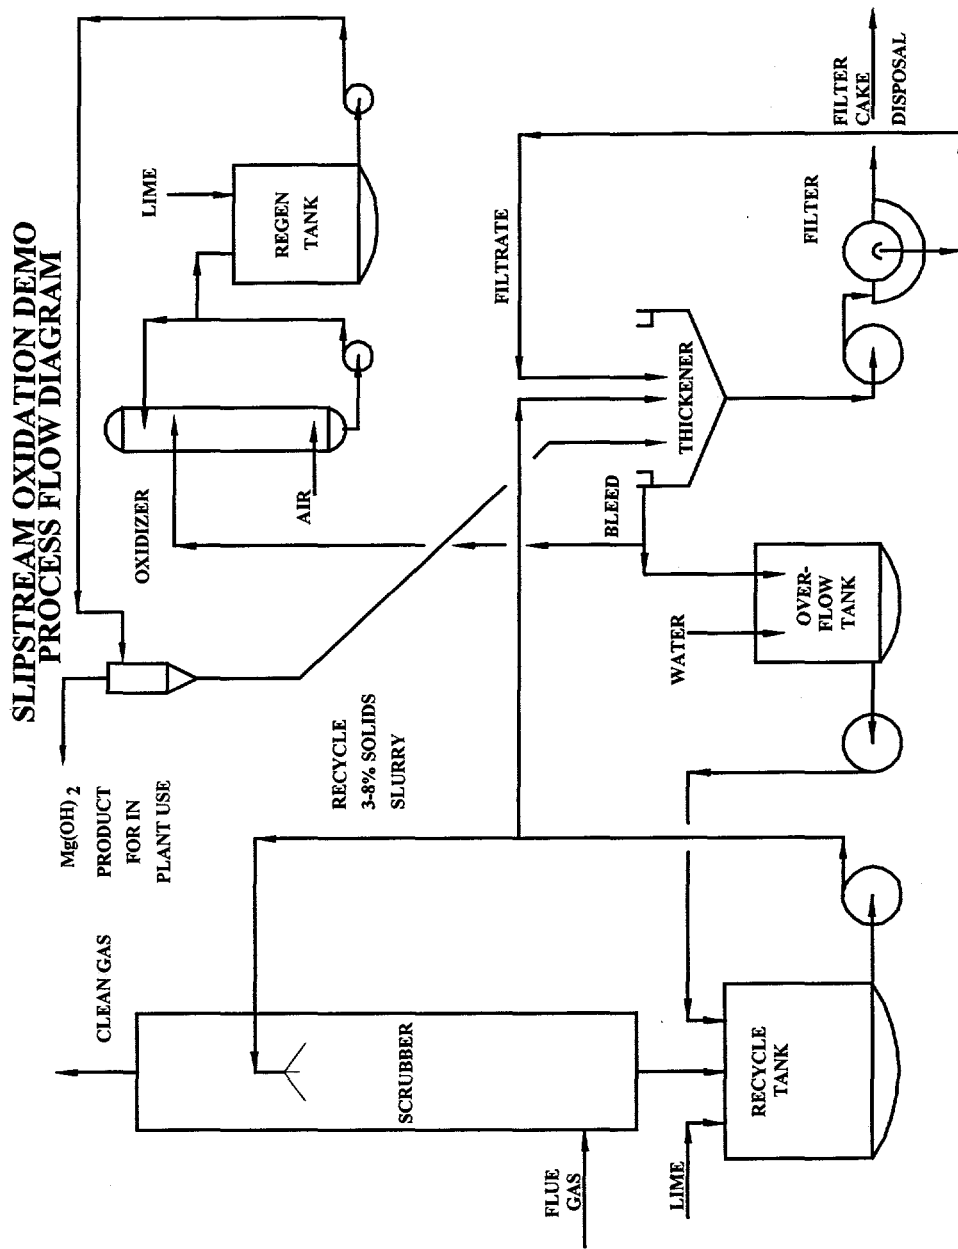 SLIPSTREAM OXIDATION DEMO
PROCESS FLOW DIAGRAM
Mg(OH) 2
PRODUCT
FOR IN
PLANT USE
CLEAN GAS
OXIDIZER
AIR
LIME
REGEN
TANK
RECYCLE
3-8% SOLIDS
SLURRY
SCRUBBER
FLUE
GAS
LIME
RECYCLE
TANK
WATER
OVER-
FLOW
TANK
BLEED
THICKENER
FILTRATE
FILTER
FILTER
CAKE
DISPOSAL